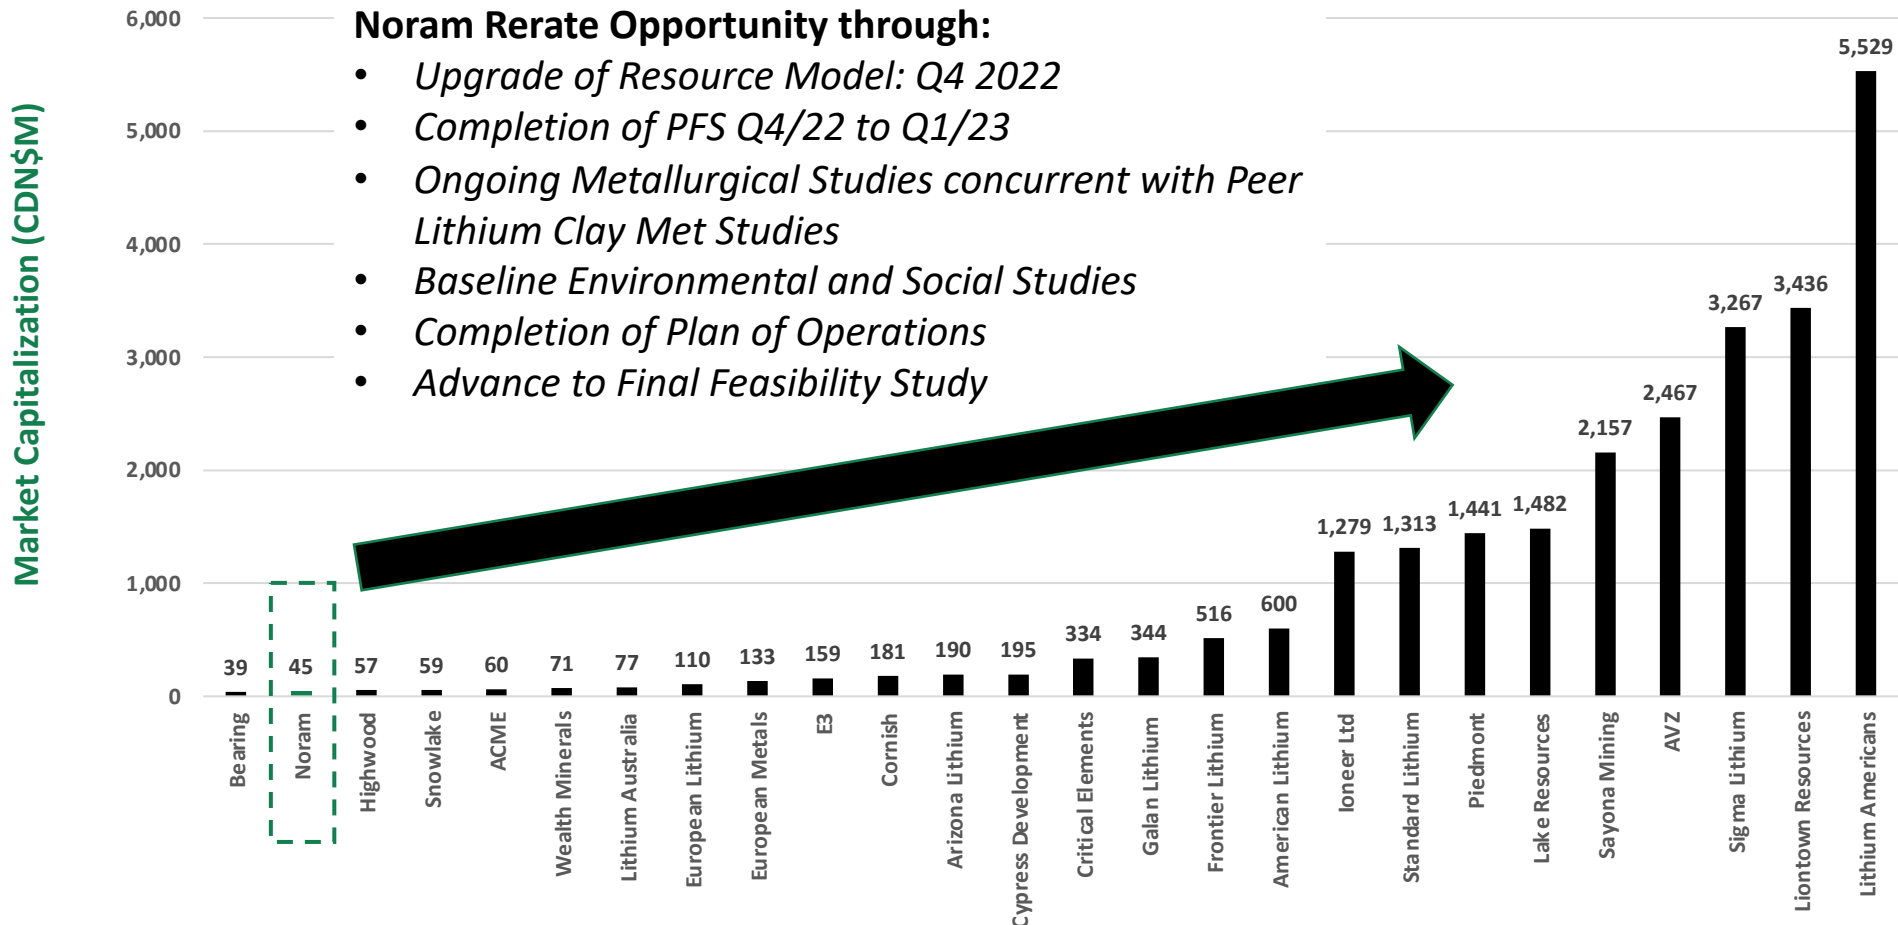 Market Capitalization (CDN$M)
6,000
5,000
4,000
3,000
2,000
1,000
0
Noram Rerate Opportunity through:
• Upgrade of Resource Model: Q4 2022
• Completion of PFS Q4/22 to Q1/23
• Ongoing Metallurgical Studies concurrent with Peer
Lithium Clay Met Studies
• Baseline Environmental and Social Studies
• Completion of Plan of Operations
• Advance to Final Feasibility Study
39
45
57
59
60
71
77
110
133
159
181
190
195
334
344
516
600
1,279
1,313
1,441
1,482
2,157
2,467
3,267
3,436
5,529
Bearing
Noram
Highwood
Snowlake
ACME
Wealth Minerals
Lithium Australia
European Lithium
European Metals
E3
Cornish
Arizona Lithium
Cypress Development
Critical Elements
Galan Lithium
Frontier Lithium
American Lithium
Ioneer Ltd
Standard Lithium
Piedmont
Lake Resources
Sayona Mining
AVZ
Sigma Lithium
Liontown Resources
Lithium Americans